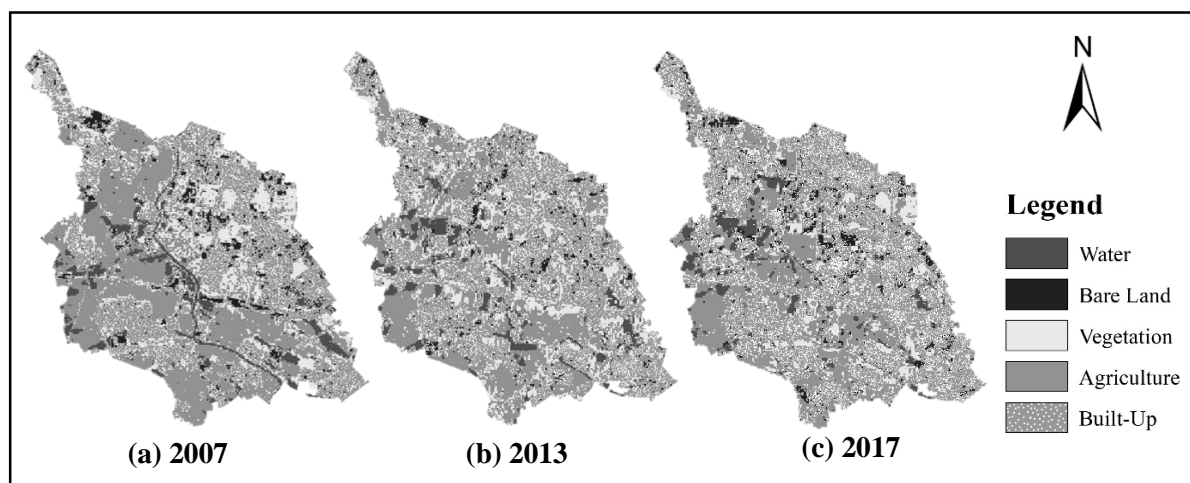 N
Legend
Water
Bare Land
Vegetation
Agriculture
Built-Up
(a) 2007
(b) 2013
(c) 2017